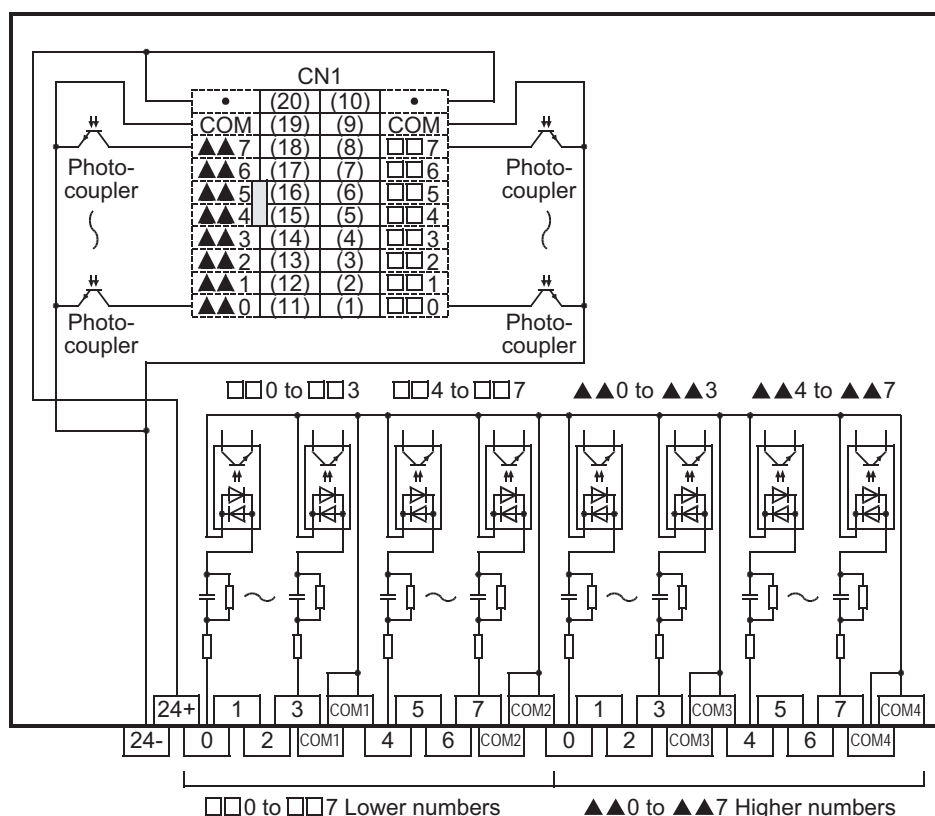 CN1
• (20) (10) •
COM (19) (9) COM
▲▲7 (18) (8) □□7
▲▲6 (17) (7) □□6
▲▲5 (16) (6) □□5
▲▲4 (15) (5) □□4
▲▲3 (14) (4) □□3
▲▲2 (13) (3) □□2
▲▲1 (12) (2) □□1
▲▲0 (11) (1) □□0
Photo-
coupler
Photo-
coupler
Photo-
coupler
Photo-
coupler
□□0 to □□3 □□4 to □□7 ▲▲0 to ▲▲3 ▲▲4 to ▲▲7
24+ 1 3 COM1 5 7 COM2 1 3 COM3 5 7 COM4
24- 0 2 COM1 4 6 COM2 0 2 COM3 4 6 COM4
□□0 to □□7 Lower numbers ▲▲0 to ▲▲7 Higher numbers